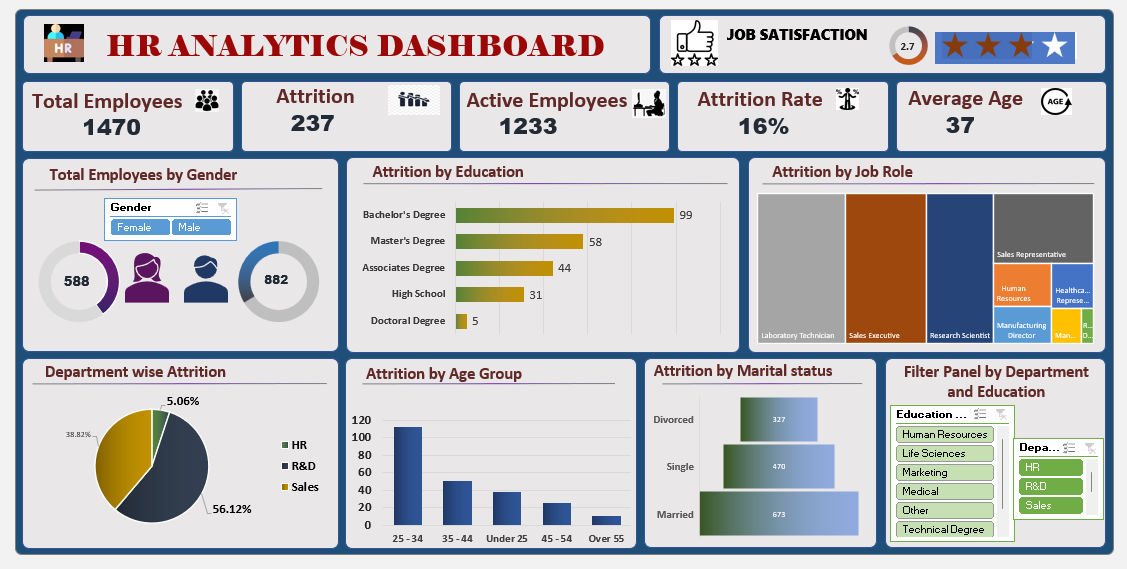 HR
HR ANALYTICS DASHBOARD
JOB SATISFACTION
2.7
Total Employees
1470
Attrition
237
Active Employees
1233
Attrition Rate
16%
Average Age
37
AGE
Total Employees by Gender
Gender
Female
Male
588
882
Attrition by Education
Bachelor's Degree
99
Master's Degree
58
Associates Degree
44
High School
31
Doctoral Degree
5
Attrition by Job Role
Laboratory Technician
Sales Executive
Research Scientist
Sales Representative
Human
Resources
Healthca...
Represe...
Manufacturing
Director
Man...
R...
D...
Department wise Attrition
5.06%
38.82%
56.12%
HR
R&D
Sales
Attrition by Age Group
120
100
80
60
40
20
0
25 - 34
35 - 44
Under 25
45 - 54
Over 55
Attrition by Marital status
Divorced
327
Single
470
Married
673
Filter Panel by Department
and Education
Education ...
Human Resources
Life Sciences
Marketing
Medical
Other
Technical Degree
Depa...
HR
R&D
Sales